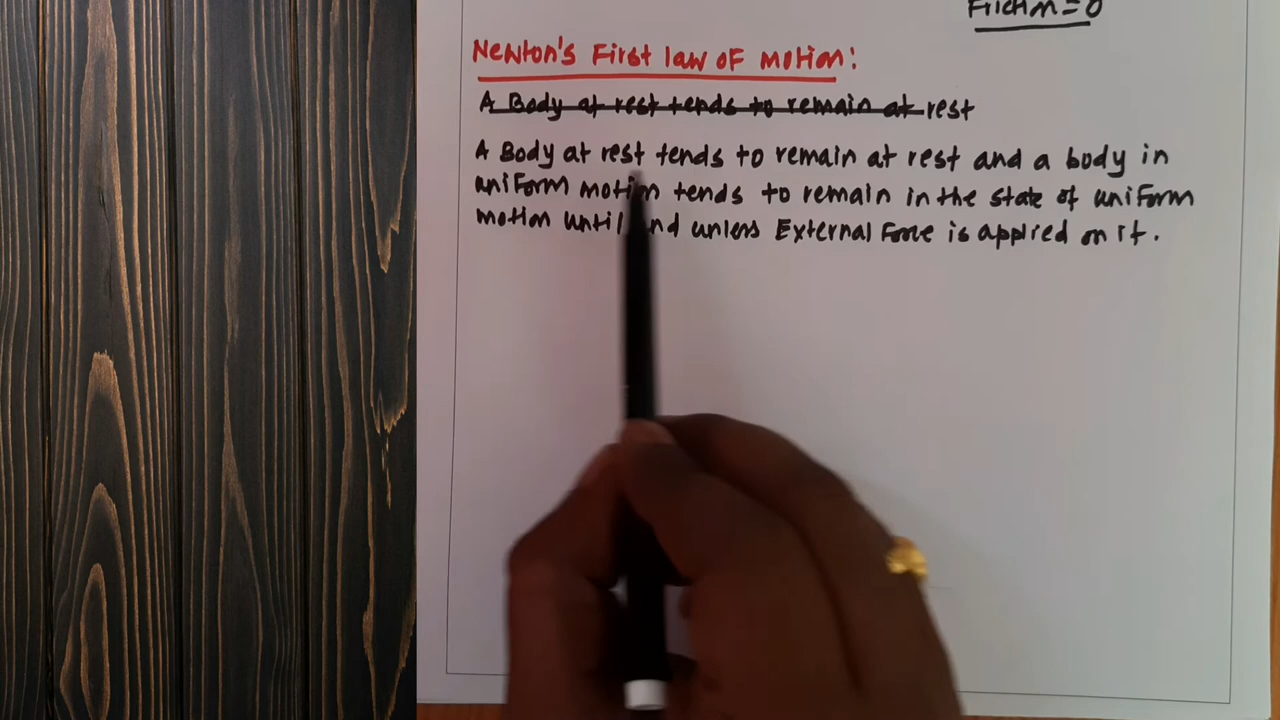 Friction = 0
Newton's First law of motion:
A Body at rest tends to remain at rest
A Body at rest tends to remain at rest and a body in
uniform motion tends to remain in the state of uniform
motion until and unless External Force is applied on it.